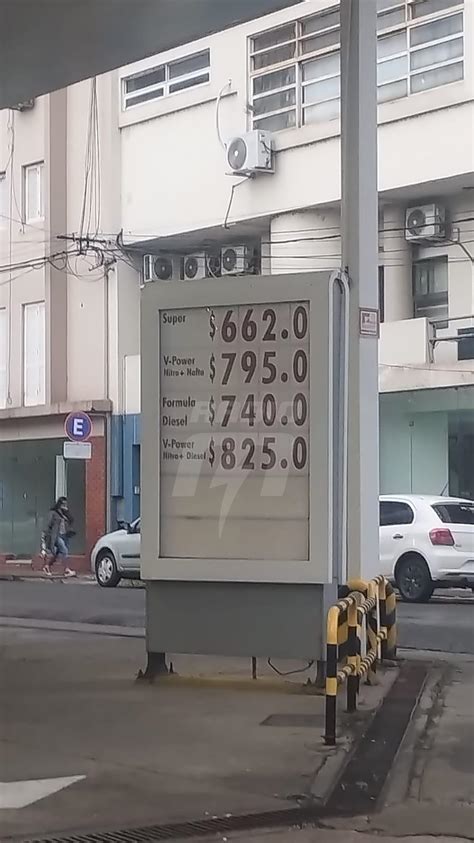 Super $662.0
V-Power
Nitro+ Nafta $795.0
Formula
Diesel $740.0
V-Power
Nitro+ Diesel $825.0
E